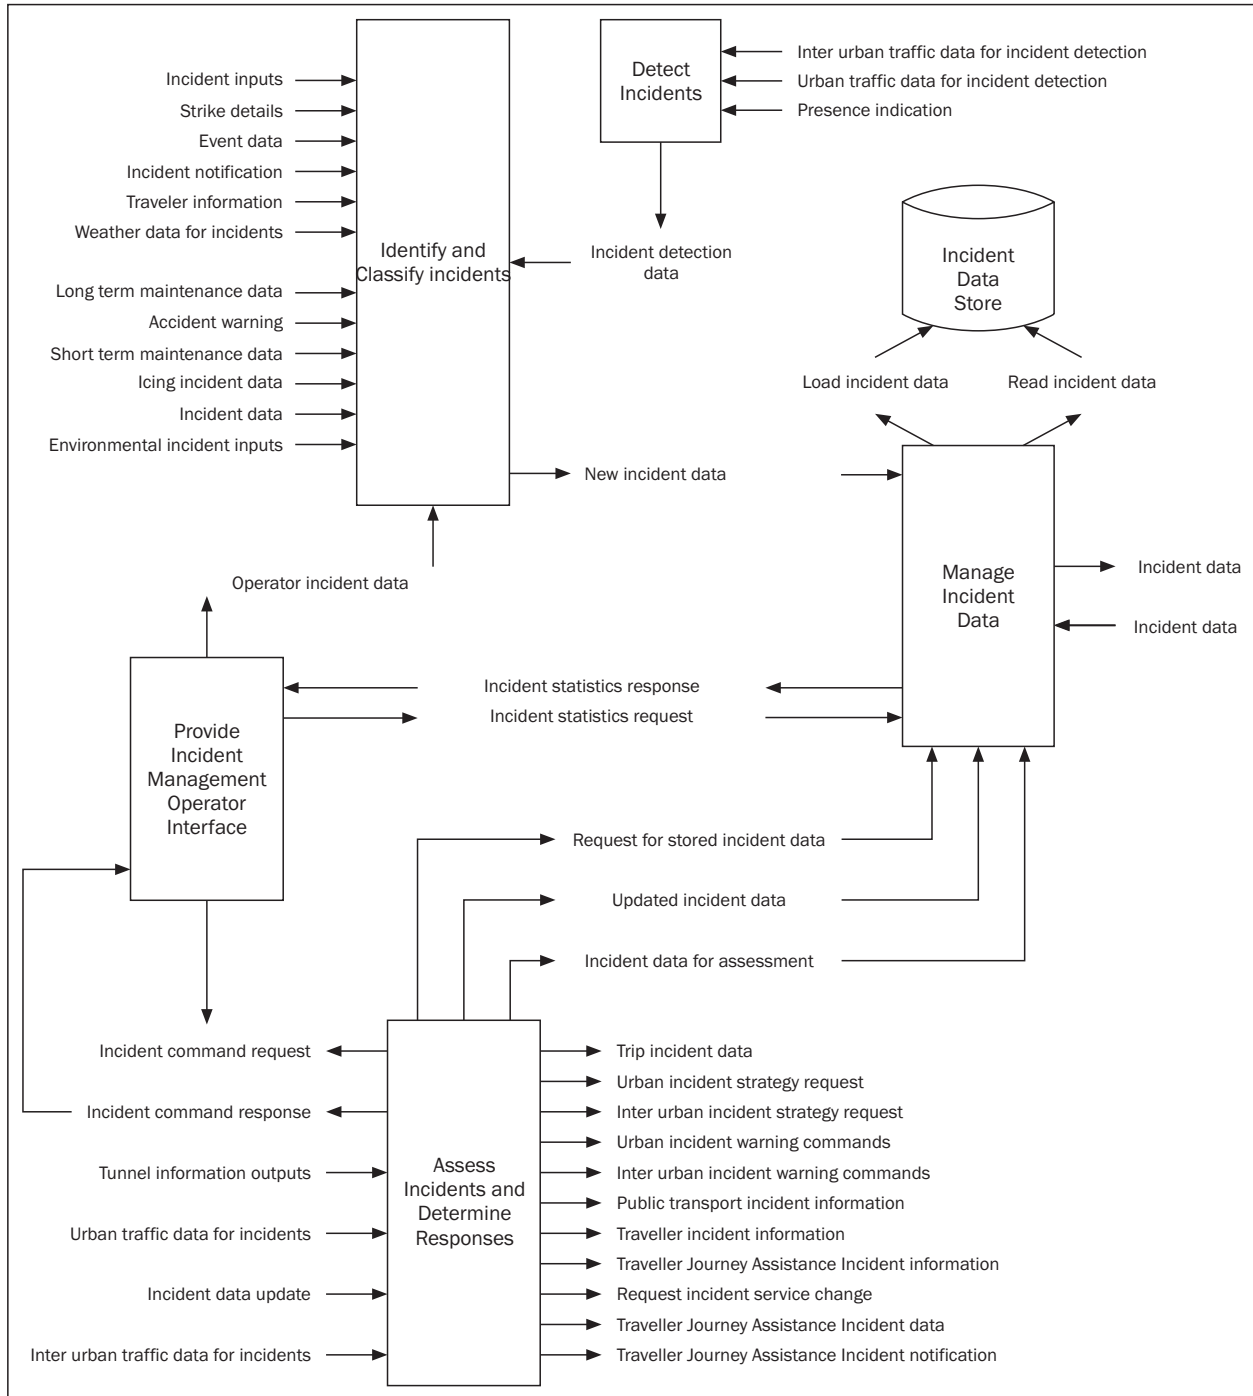 Inter urban traffic data for incident detection
Detect
Incidents
Incident inputs
Urban traffic data for incident detection
Strike details
Presence indication
Event data
Incident notification
Traveler information
Weather data for incidents
Identify and
Classify incidents
Incident detection
data
Incident
Data
Store
Long term maintenance data
Accident warning
Short term maintenance data
Icing incident data
Load incident data
Read incident data
Incident data
Environmental incident inputs
New incident data
Manage
Incident
Data
Incident data
Operator incident data
Incident data
Incident statistics response
Incident statistics request
Provide
Incident
Management
Operator
Interface
Request for stored incident data
Updated incident data
Incident data for assessment
Incident command request
Incident command response
Tunnel information outputs
Urban traffic data for incidents
Incident data update
Inter urban traffic data for incidents
Assess
Incidents and
Determine
Responses
Trip incident data
Urban incident strategy request
Inter urban incident strategy request
Urban incident warning commands
Inter urban incident warning commands
Public transport incident information
Traveller incident information
Traveller Journey Assistance Incident information
Request incident service change
Traveller Journey Assistance Incident data
Traveller Journey Assistance Incident notification